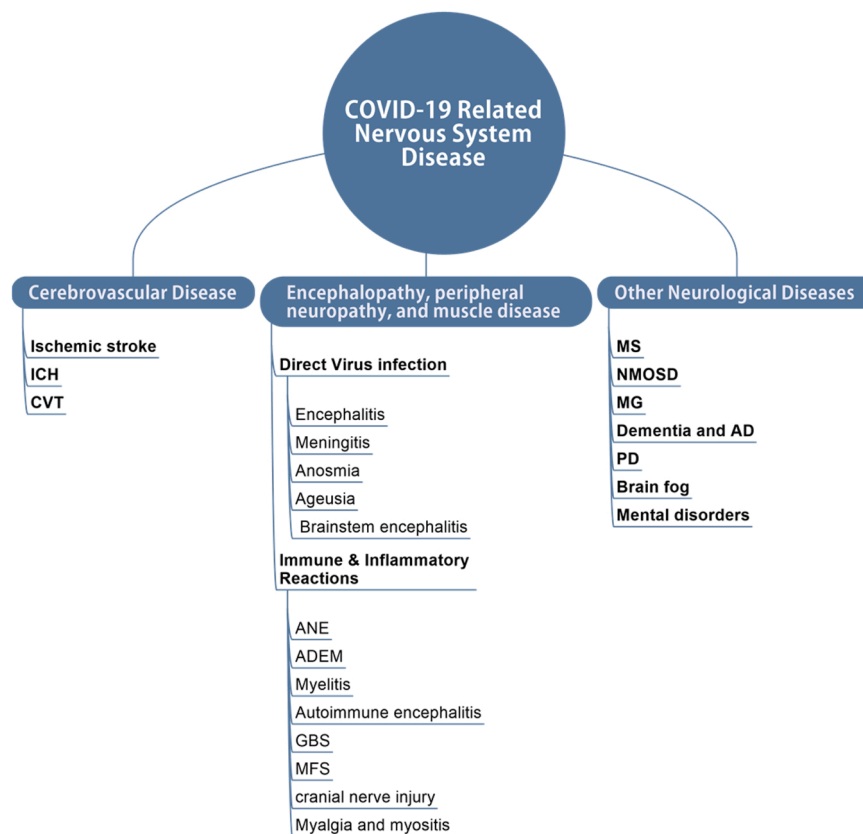 COVID-19 Related
Nervous System
Disease
Cerebrovascular Disease
Ischemic stroke
ICH
CVT
Encephalopathy, peripheral
neuropathy, and muscle disease
Direct Virus infection
Encephalitis
Meningitis
Anosmia
Ageusia
Brainstem encephalitis
Immune & Inflammatory
Reactions
ANE
ADEM
Myelitis
Autoimmune encephalitis
GBS
MFS
cranial nerve injury
Myalgia and myositis
Other Neurological Diseases
MS
NMOSD
MG
Dementia and AD
PD
Brain fog
Mental disorders